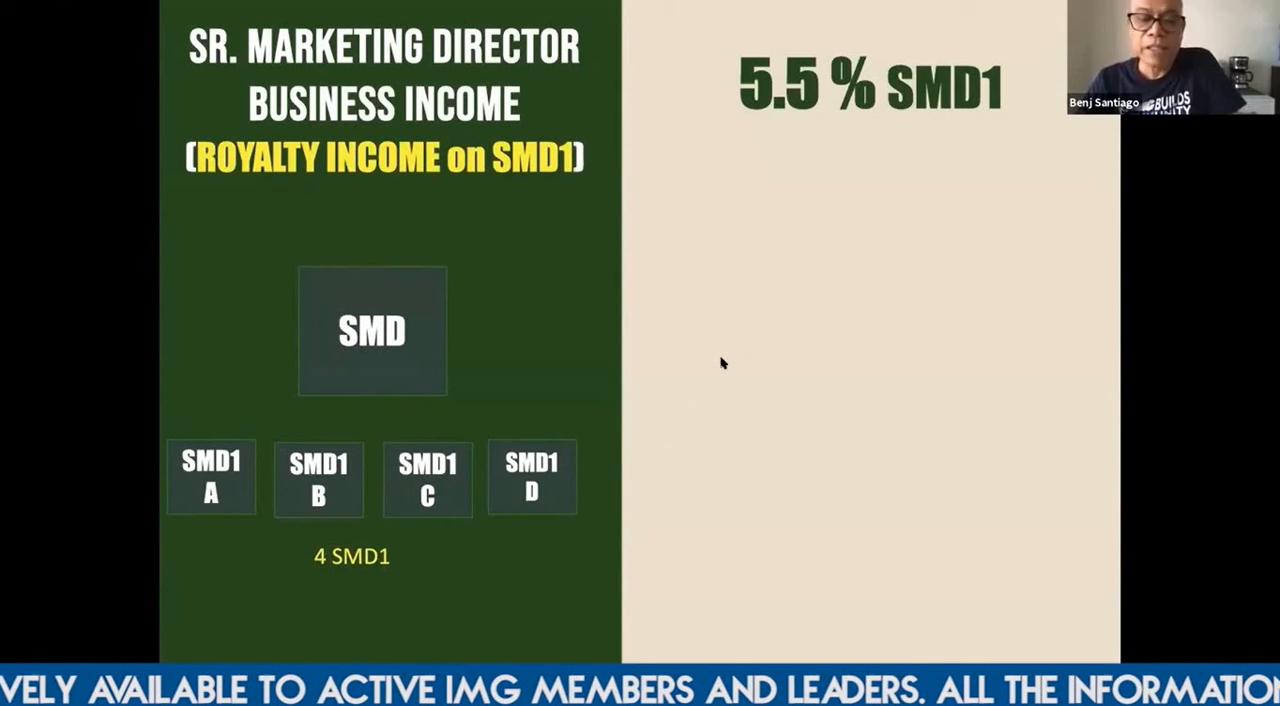 SR. MARKETING DIRECTOR
BUSINESS INCOME
(ROYALTY INCOME on SMD1)
SMD
SMD1
A
SMD1
B
SMD1
C
SMD1
D
4 SMD1
5.5 % SMD1
Benj Santiago
BUILDS
VELY AVAILABLE TO ACTIVE IMG MEMBERS AND LEADERS. ALL THE INFORMATION